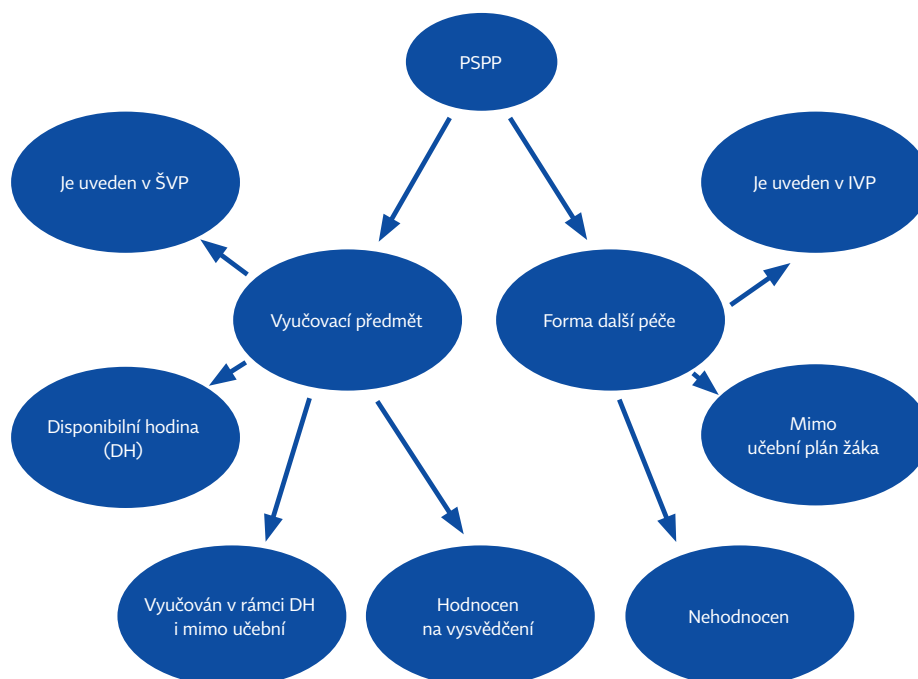 PSPP
Je uveden v ŠVP
Je uveden v IVP
Vyučovací předmět
Forma další péče
Disponibilní hodina
(DH)
Mimo
učební plán žáka
Vyučován v rámci DH
i mimo učební
Hodnocen
na vysvědčení
Nehodnocen